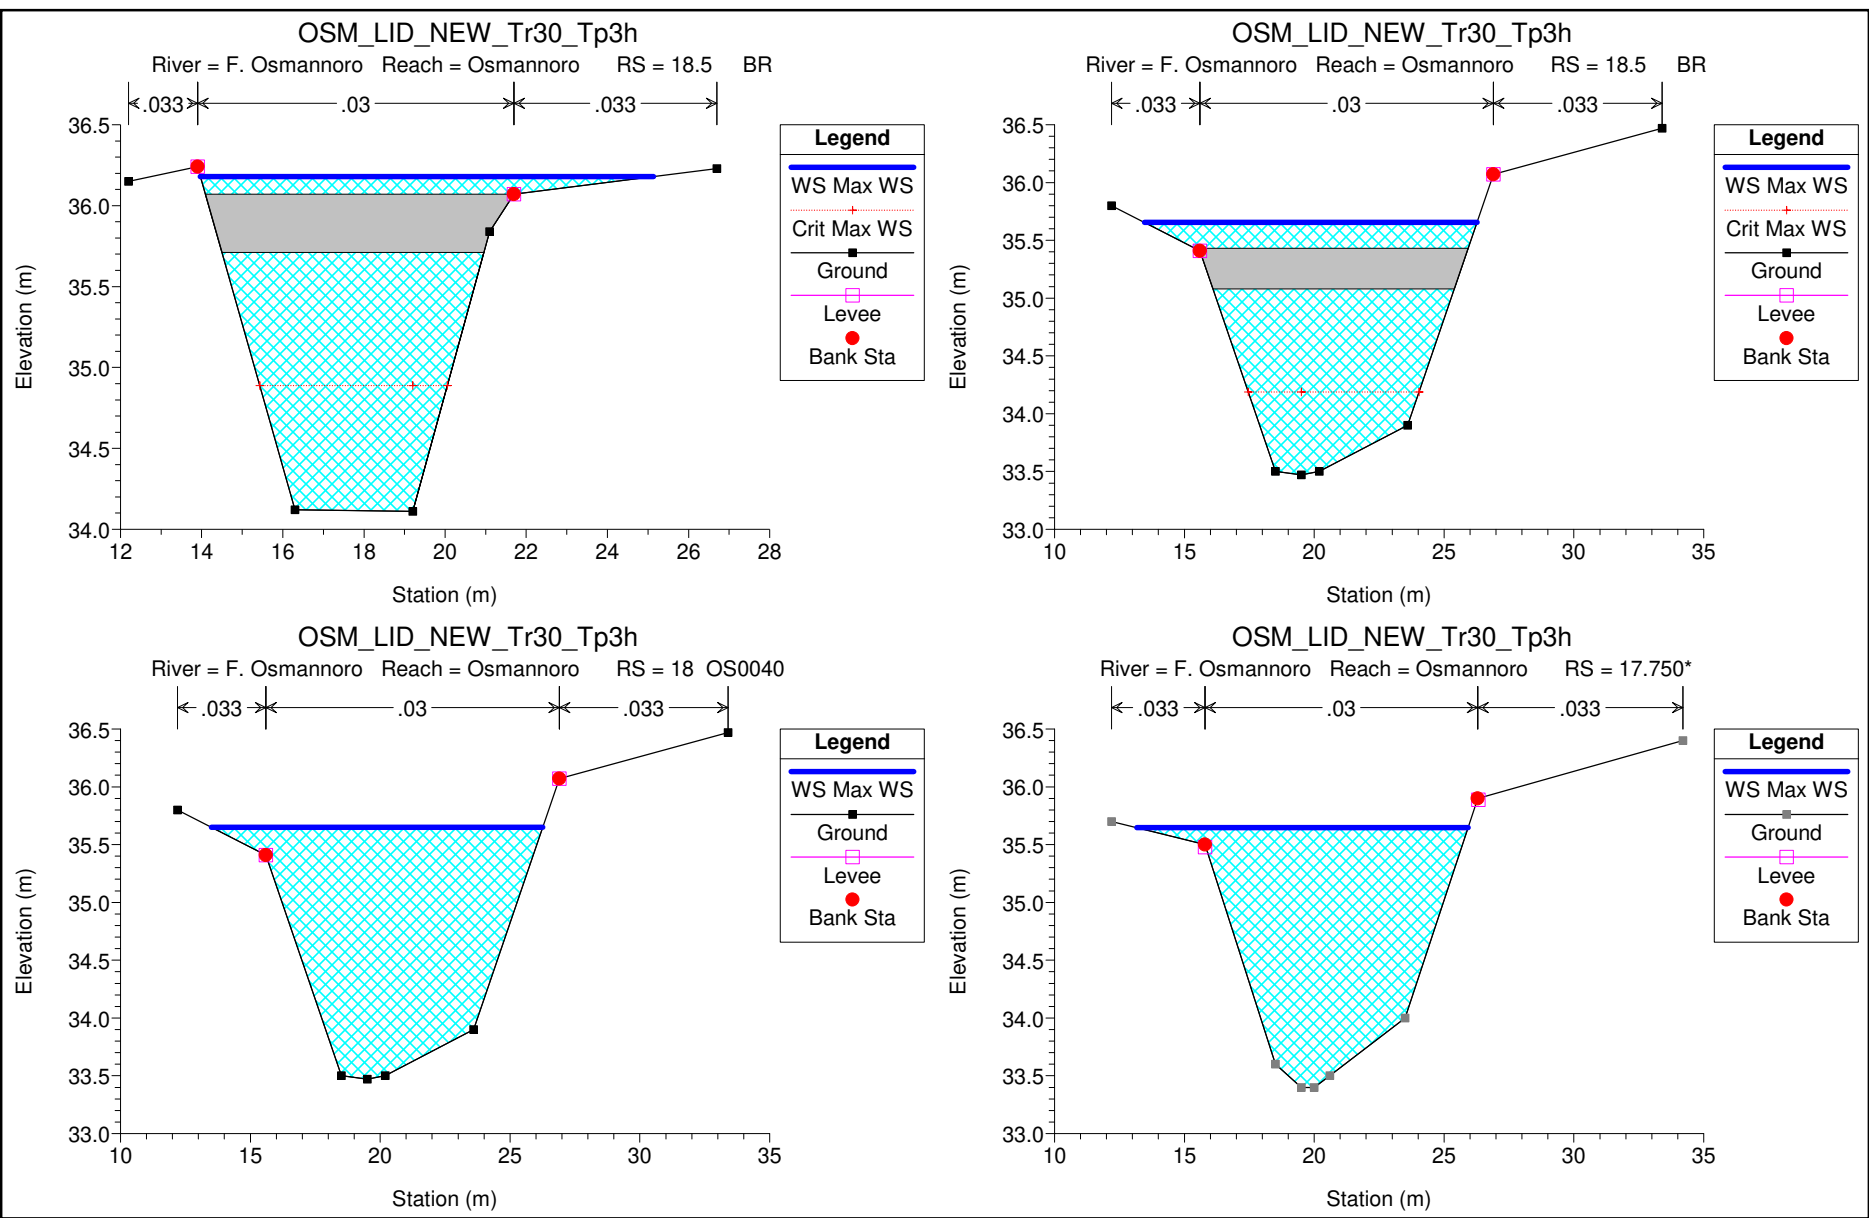 OSM_LID_NEW_Tr30_Tp3h
River = F. Osmannoro Reach = Osmannoro RS = 18.5 BR
.033 .03 .033
36.5
36.0
35.5
35.0
34.5
34.0
Elevation (m)
12 14 16 18 20 22 24 26 28
Station (m)
Legend
WS Max WS
Crit Max WS
Ground
Levee
Bank Sta
OSM_LID_NEW_Tr30_Tp3h
River = F. Osmannoro Reach = Osmannoro RS = 18.5 BR
.033 .03 .033
36.5
36.0
35.5
35.0
34.5
34.0
33.5
33.0
Elevation (m)
10 15 20 25 30 35
Station (m)
Legend
WS Max WS
Crit Max WS
Ground
Levee
Bank Sta
OSM_LID_NEW_Tr30_Tp3h
River = F. Osmannoro Reach = Osmannoro RS = 18 OS0040
.033 .03 .033
36.5
36.0
35.5
35.0
34.5
34.0
33.5
33.0
Elevation (m)
10 15 20 25 30 35
Station (m)
Legend
WS Max WS
Ground
Levee
Bank Sta
OSM_LID_NEW_Tr30_Tp3h
River = F. Osmannoro Reach = Osmannoro RS = 17.750*
.033 .03 .033
36.5
36.0
35.5
35.0
34.5
34.0
33.5
33.0
Elevation (m)
10 15 20 25 30 35
Station (m)
Legend
WS Max WS
Ground
Levee
Bank Sta